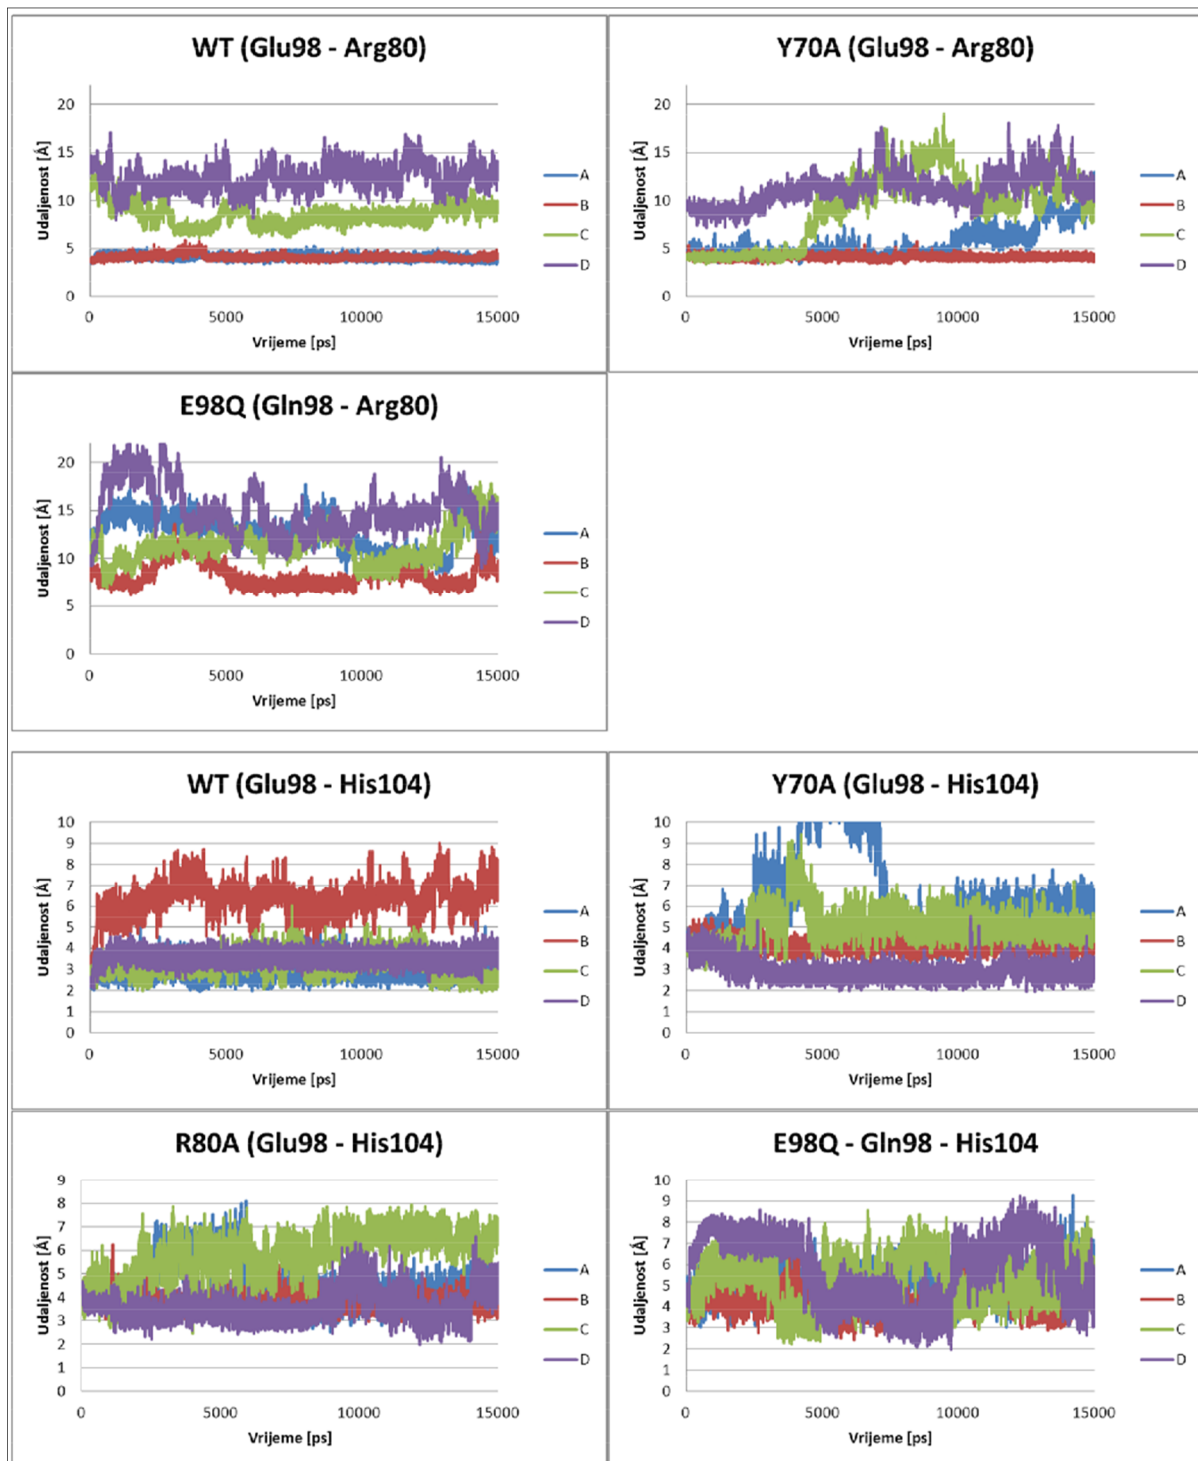 WT (Glu98 - Arg80)
Udaljenost [Å]
20
15
10
5
0
0
5000
10000
15000
Vrijeme [ps]
A
B
C
D
Y70A (Glu98 - Arg80)
Udaljenost [Å]
20
15
10
5
0
0
5000
10000
15000
Vrijeme [ps]
A
B
C
D
E98Q (Gln98 - Arg80)
Udaljenost [Å]
20
15
10
5
0
0
5000
10000
15000
Vrijeme [ps]
A
B
C
D
WT (Glu98 - His104)
Udaljenost [Å]
10
9
8
7
6
5
4
3
2
1
0
0
5000
10000
15000
Vrijeme [ps]
A
B
C
D
Y70A (Glu98 - His104)
Udaljenost [Å]
10
9
8
7
6
5
4
3
2
1
0
0
5000
10000
15000
Vrijeme [ps]
A
B
C
D
R80A (Glu98 - His104)
Udaljenost [Å]
9
8
7
6
5
4
3
2
1
0
0
5000
10000
15000
Vrijeme [ps]
A
B
C
D
E98Q - Gln98 - His104
Udaljenost [Å]
10
9
8
7
6
5
4
3
2
1
0
0
5000
10000
15000
Vrijeme [ps]
A
B
C
D